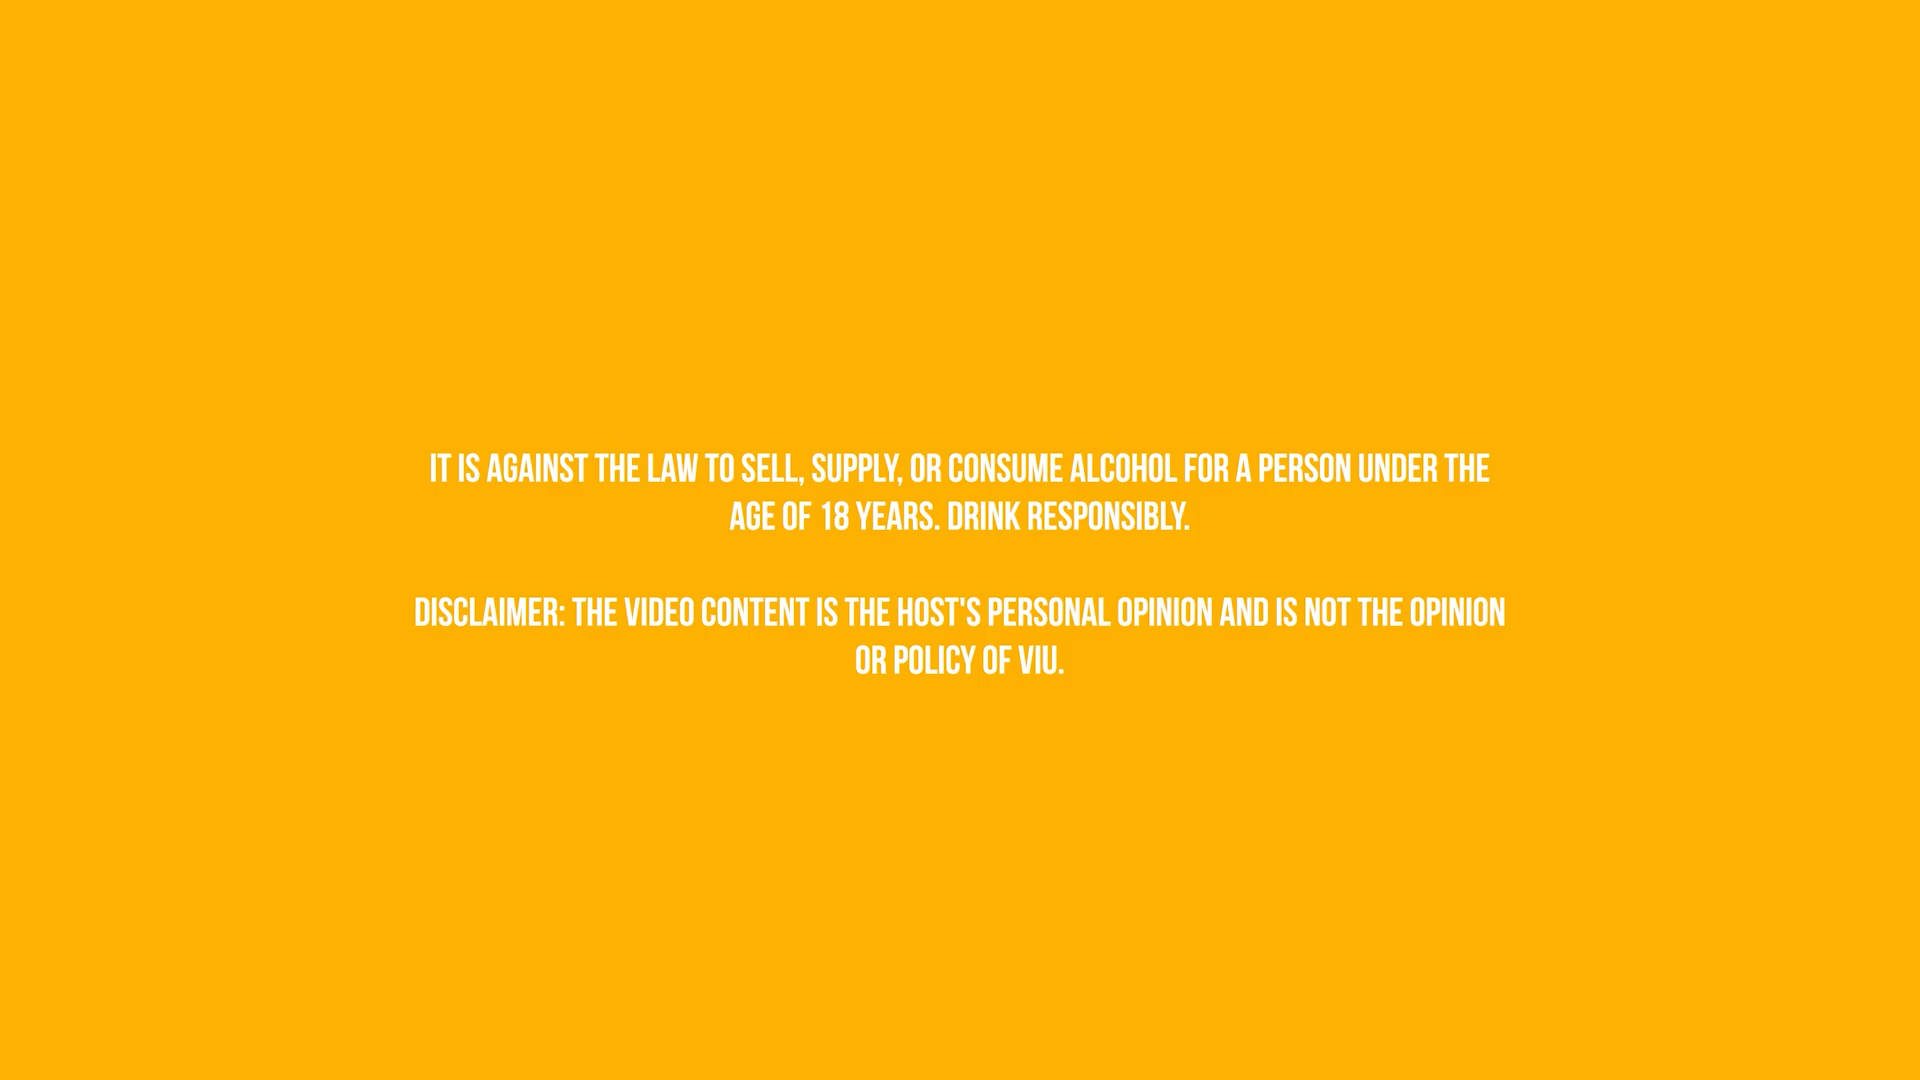 IT IS AGAINST THE LAW TO SELL, SUPPLY, OR CONSUME ALCOHOL FOR A PERSON UNDER THE
AGE OF 18 YEARS. DRINK RESPONSIBLY.
DISCLAIMER: THE VIDEO CONTENT IS THE HOST'S PERSONAL OPINION AND IS NOT THE OPINION
OR POLICY OF VIU.